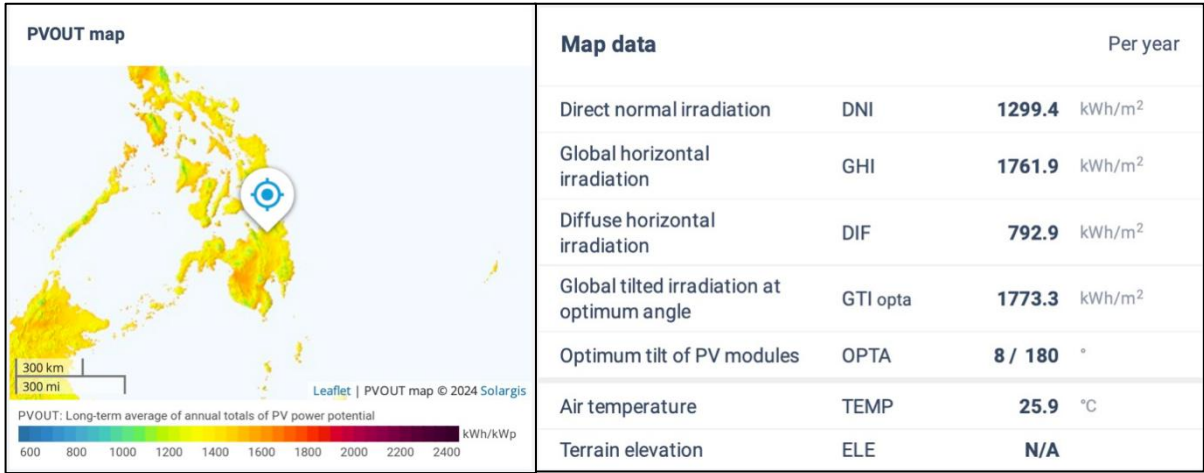 PVOUT map
300 km
300 mi
Leaflet | PVOUT map © 2024 Solargis
PVOUT: Long-term average of annual totals of PV power potential
kWh/kWp
600 800 1000 1200 1400 1600 1800 2000 2200 2400
Map data Per year
Direct normal irradiation DNI 1299.4 kWh/m²
Global horizontal
irradiation GHI 1761.9 kWh/m²
Diffuse horizontal
irradiation DIF 792.9 kWh/m²
Global tilted irradiation at
optimum angle GTI opta 1773.3 kWh/m²
Optimum tilt of PV modules OPTA 8 / 180 °
Air temperature TEMP 25.9 °C
Terrain elevation ELE N/A